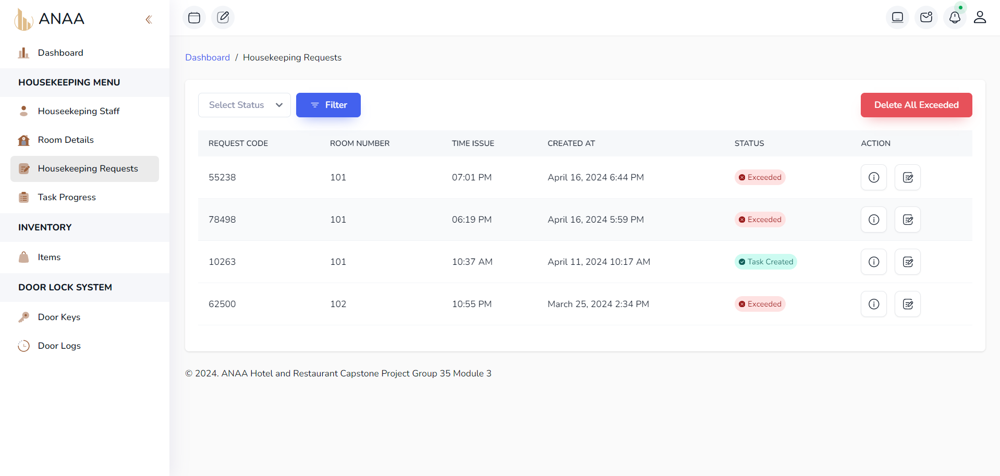 ANAA
Dashboard
HOUSEKEEPING MENU
Houseekeping Staff
Room Details
Housekeeping Requests
Task Progress
INVENTORY
Items
DOOR LOCK SYSTEM
Door Keys
Door Logs
Dashboard / Housekeeping Requests
Select Status Filter Delete All Exceeded
REQUEST CODE ROOM NUMBER TIME ISSUE CREATED AT STATUS ACTION
55238 101 07:01 PM April 16, 2024 6:44 PM Exceeded
78498 101 06:19 PM April 16, 2024 5:59 PM Exceeded
10263 101 10:37 AM April 11, 2024 10:17 AM Task Created
62500 102 10:55 PM March 25, 2024 2:34 PM Exceeded
© 2024. ANAA Hotel and Restaurant Capstone Project Group 35 Module 3